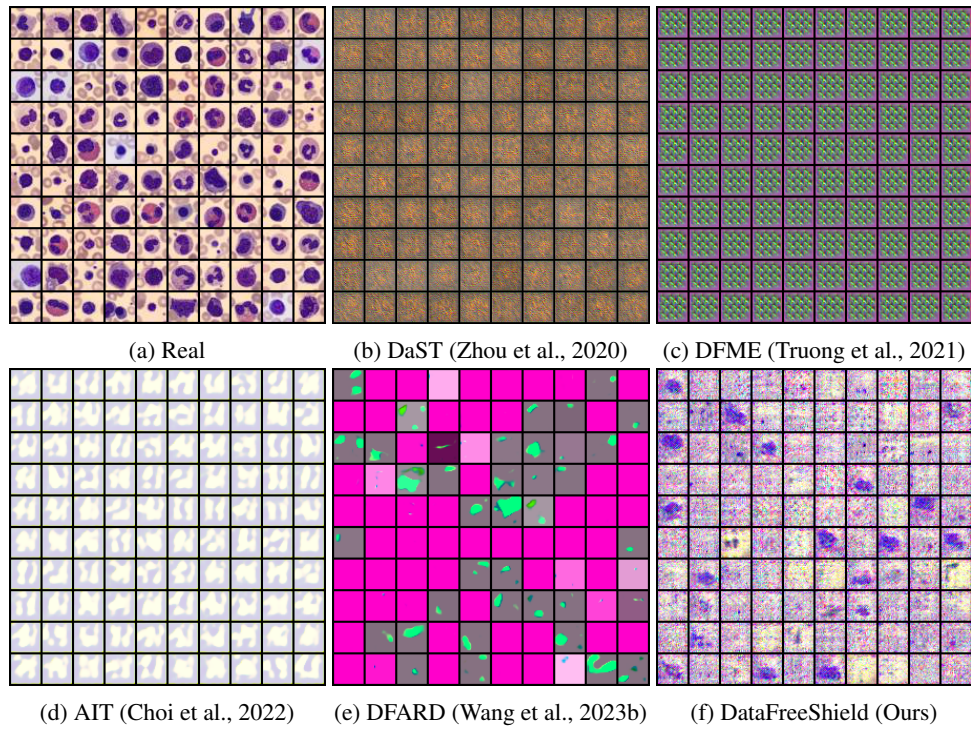 (a) Real
(b) DaST (Zhou et al., 2020)
(c) DFME (Truong et al., 2021)
(d) AIT (Choi et al., 2022)
(e) DFARD (Wang et al., 2023b)
(f) DataFreeShield (Ours)